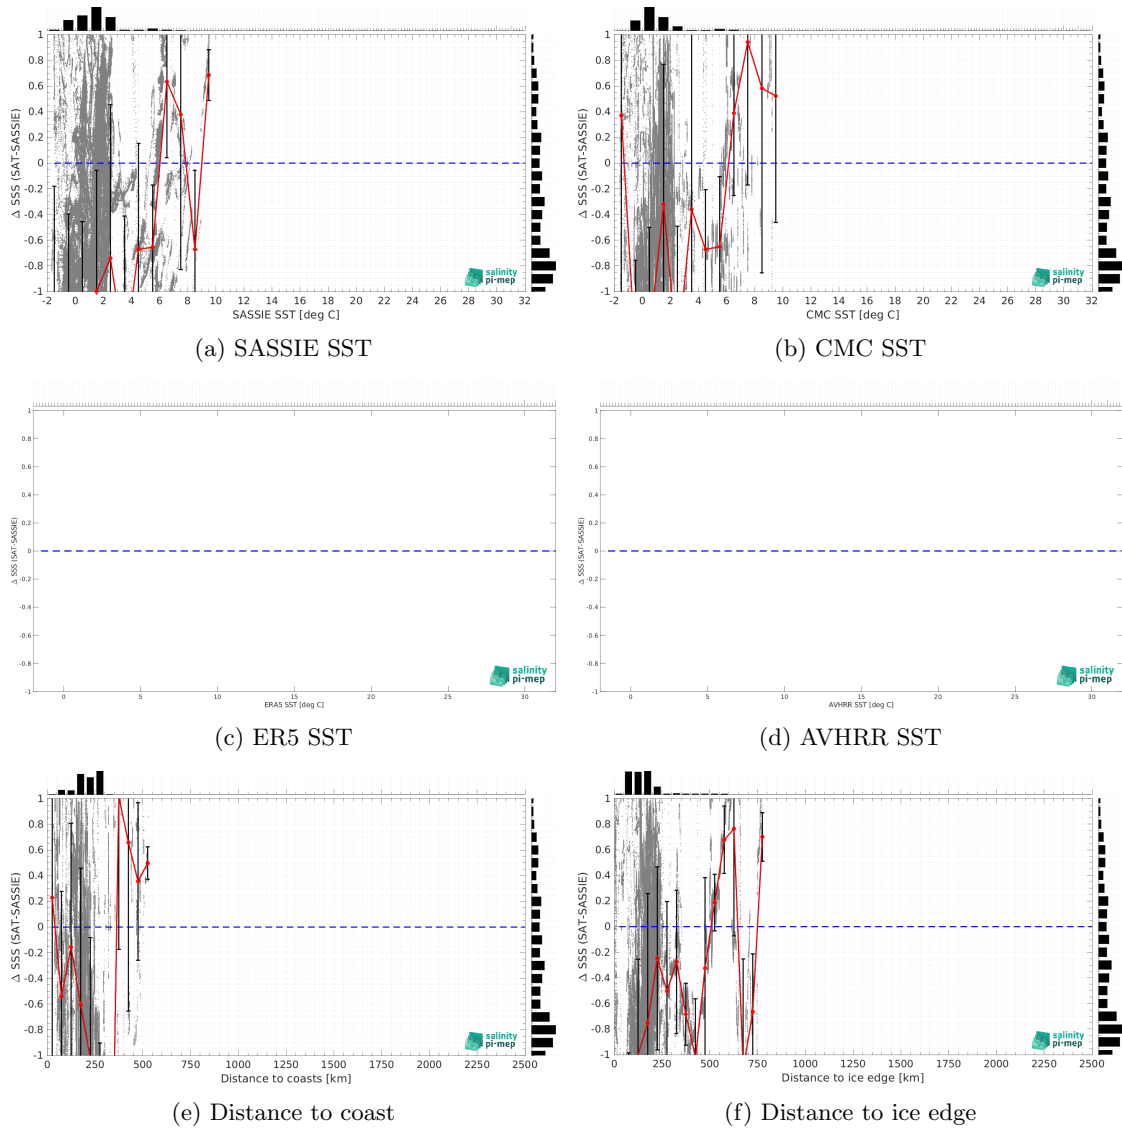 1
0.8
0.6
0.4
0.2
0
-0.2
-0.4
-0.6
-0.8
-1
Δ SSS (SAT-SASSIE)
-2 0 2 4 6 8 10 12 14 16 18 20 22 24 26 28 30 32
SASSIE SST [deg C]
salinity
pi-mep
(a) SASSIE SST
1
0.8
0.6
0.4
0.2
0
-0.2
-0.4
-0.6
-0.8
-1
Δ SSS (SAT-SASSIE)
-2 0 2 4 6 8 10 12 14 16 18 20 22 24 26 28 30 32
CMC SST [deg C]
salinity
pi-mep
(b) CMC SST
1
0.8
0.6
0.4
0.2
0
-0.2
-0.4
-0.6
-0.8
-1
Δ SSS (SAT-SASSIE)
0 5 10 15 20 25 30
ERA5 SST [deg C]
salinity
pi-mep
(c) ER5 SST
1
0.8
0.6
0.4
0.2
0
-0.2
-0.4
-0.6
-0.8
-1
Δ SSS (SAT-SASSIE)
0 5 10 15 20 25 30
AVHRR SST [deg C]
salinity
pi-mep
(d) AVHRR SST
1
0.8
0.6
0.4
0.2
0
-0.2
-0.4
-0.6
-0.8
-1
Δ SSS (SAT-SASSIE)
0 250 500 750 1000 1250 1500 1750 2000 2250 2500
Distance to coasts [km]
salinity
pi-mep
(e) Distance to coast
1
0.8
0.6
0.4
0.2
0
-0.2
-0.4
-0.6
-0.8
-1
Δ SSS (SAT-SASSIE)
0 250 500 750 1000 1250 1500 1750 2000 2250 2500
Distance to ice edge [km]
salinity
pi-mep
(f) Distance to ice edge